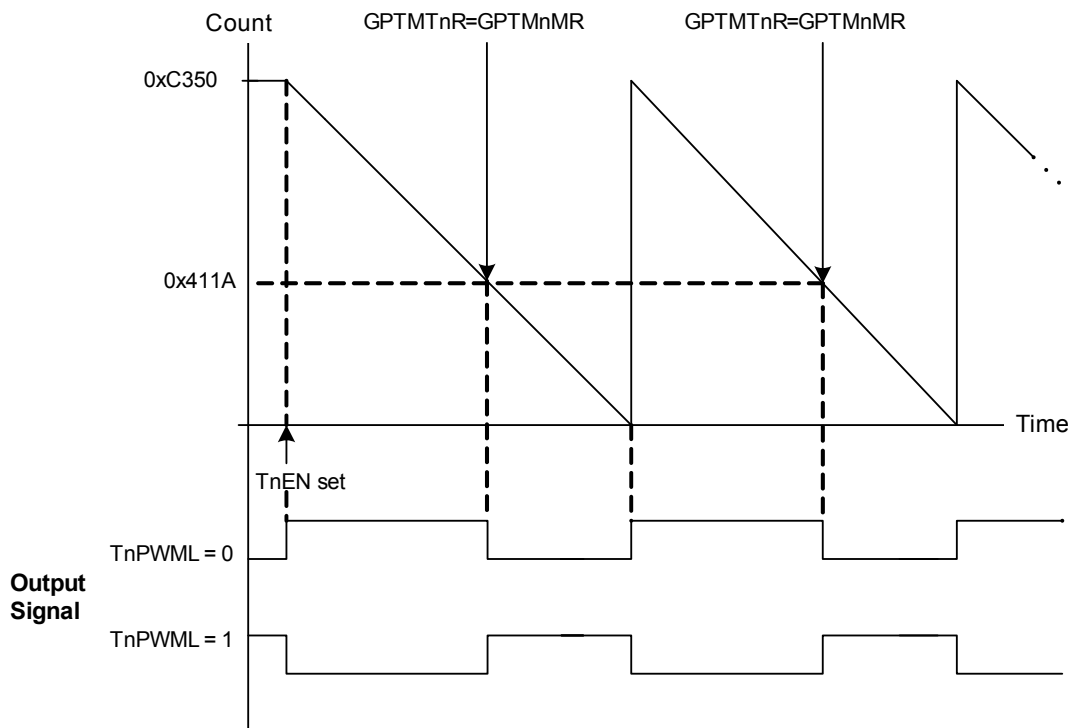 Count
GPTMTnR=GPTMnMR
GPTMTnR=GPTMnMR
0xC350
0x411A
Time
TnEN set
TnPWML = 0
Output
Signal
TnPWML = 1